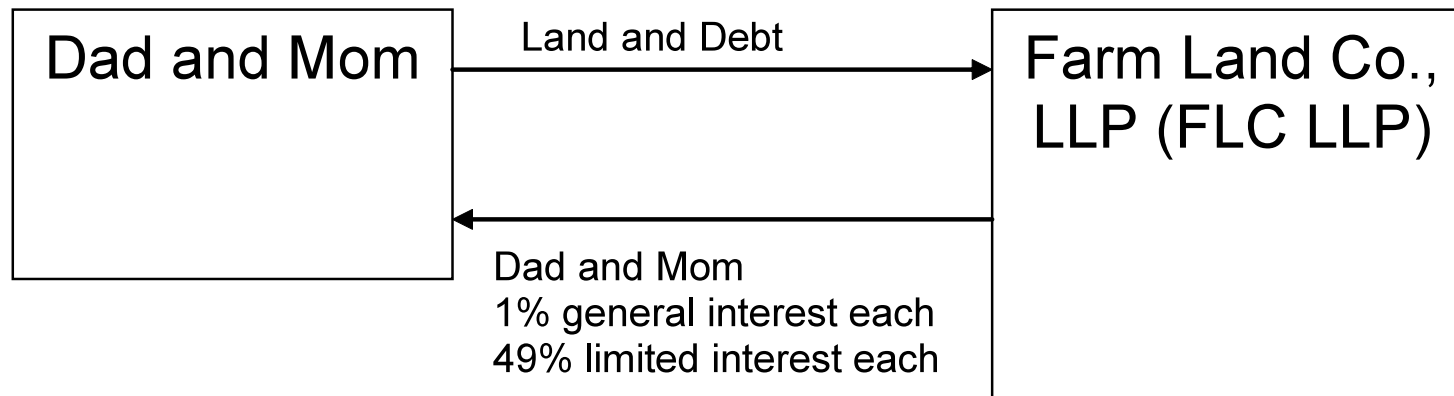 Dad and Mom
Land and Debt
Farm Land Co.,
LLP (FLC LLP)
Dad and Mom
1% general interest each
49% limited interest each